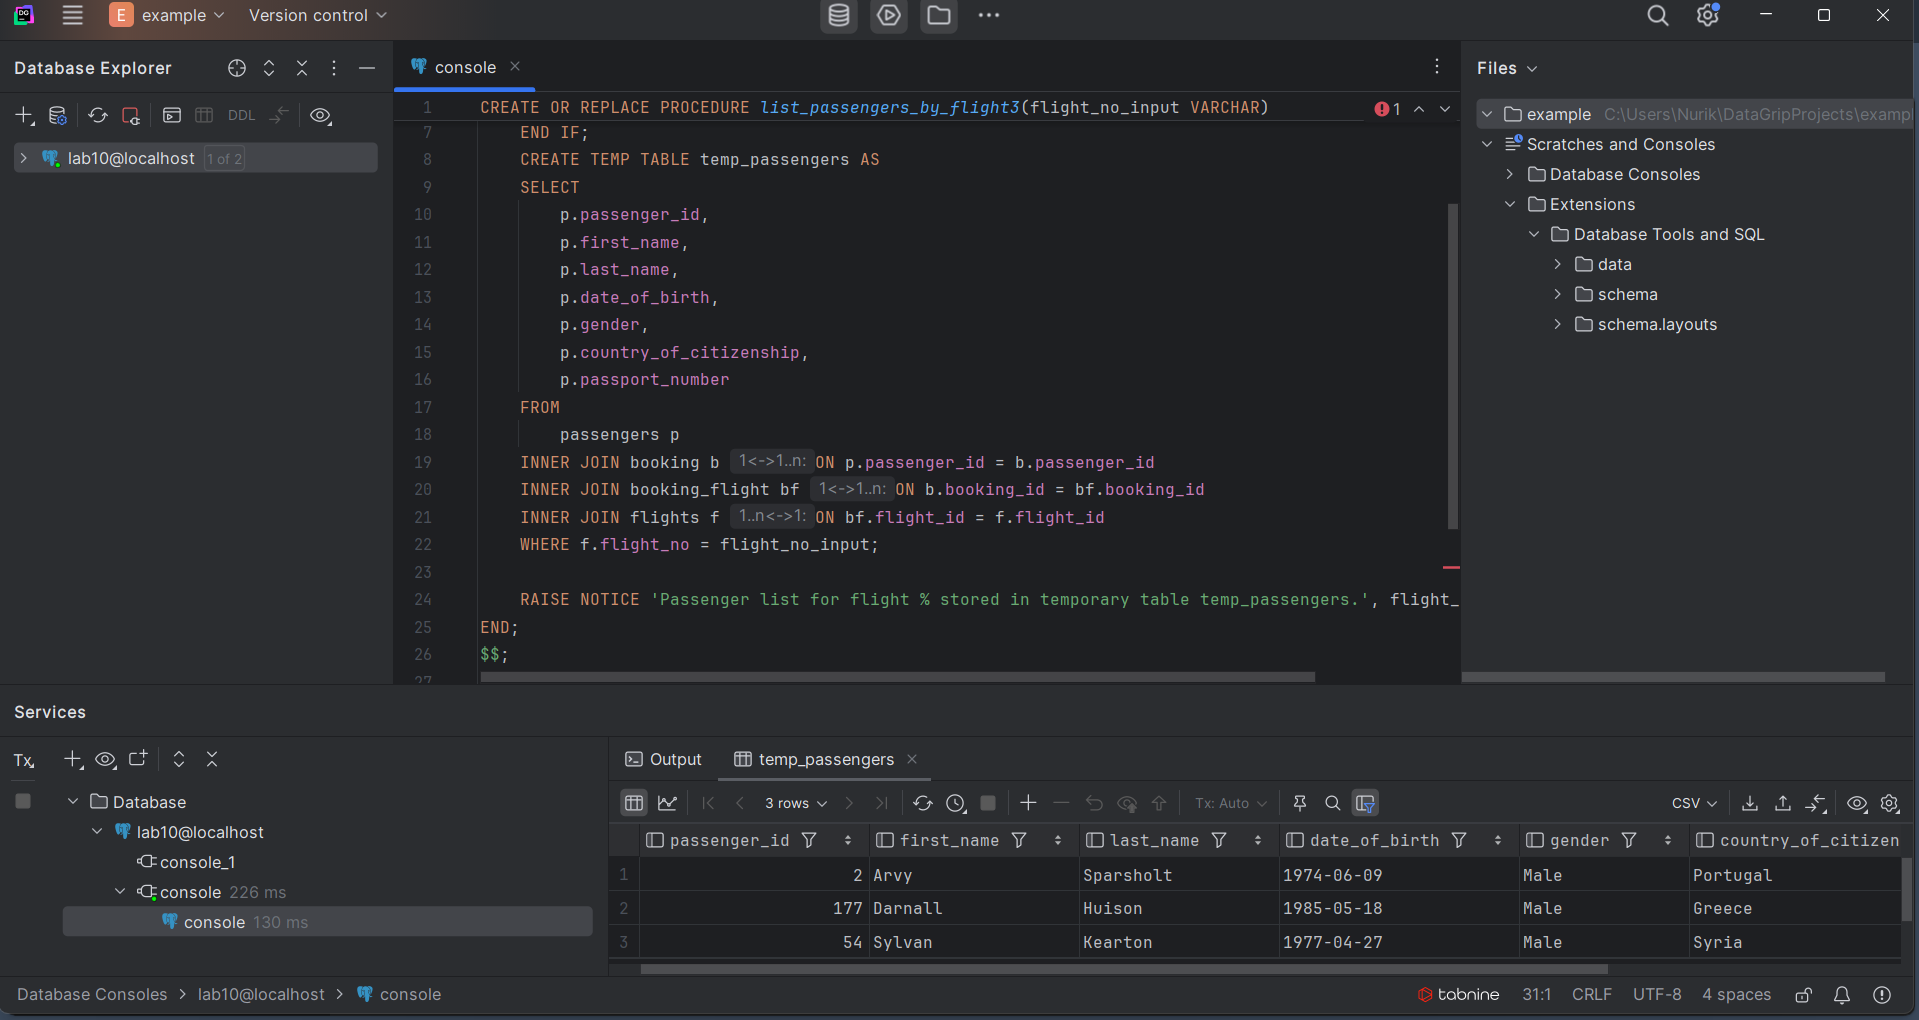 DG
E example
Version control
Database Explorer
DDL
lab10@localhost 1 of 2
console
1 CREATE OR REPLACE PROCEDURE list_passengers_by_flight3(flight_no_input VARCHAR)
1
7 END IF;
8 CREATE TEMP TABLE temp_passengers AS
9 SELECT
10 p.passenger_id,
11 p.first_name,
12 p.last_name,
13 p.date_of_birth,
14 p.gender,
15 p.country_of_citizenship,
16 p.passport_number
17 FROM
18 passengers p
19 INNER JOIN booking b 1<->1..n: ON p.passenger_id = b.passenger_id
20 INNER JOIN booking_flight bf 1<->1..n: ON b.booking_id = bf.booking_id
21 INNER JOIN flights f 1..n<->1: ON bf.flight_id = f.flight_id
22 WHERE f.flight_no = flight_no_input;
23
24 RAISE NOTICE 'Passenger list for flight % stored in temporary table temp_passengers.', flight_
25 END;
26 $$;
27
Files
example C:\Users\Nurik\DataGripProjects\exampl
Scratches and Consoles
Database Consoles
Extensions
Database Tools and SQL
data
schema
schema.layouts
Services
Tx
Database
lab10@localhost
console_1
console 226 ms
console 130 ms
Output
temp_passengers
3 rows
Tx: Auto
CSV
passenger_id first_name last_name date_of_birth gender country_of_citizen
1 2 Arvy Sparsholt 1974-06-09 Male Portugal
2 177 Darnall Huison 1985-05-18 Male Greece
3 54 Sylvan Kearton 1977-04-27 Male Syria
Database Consoles > lab10@localhost > console
tabnine 31:1 CRLF UTF-8 4 spaces